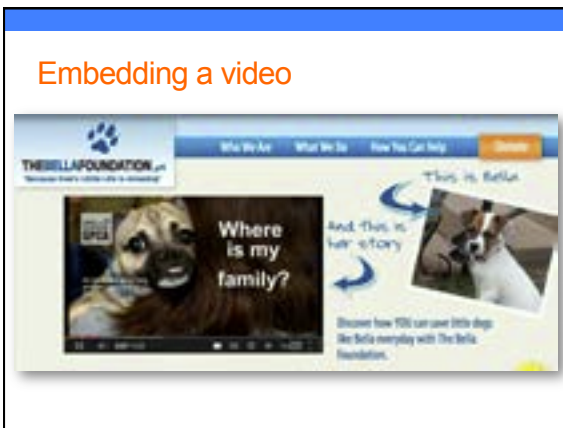 Embedding a video
THEBELLAFOUNDATION
Who We Are What We Do How You Can Help Donate
This is Bella
And this is
her story
Where
is my
family?
Discover how YOU can save little dogs
like Bella everyday with The Bella
Foundation.